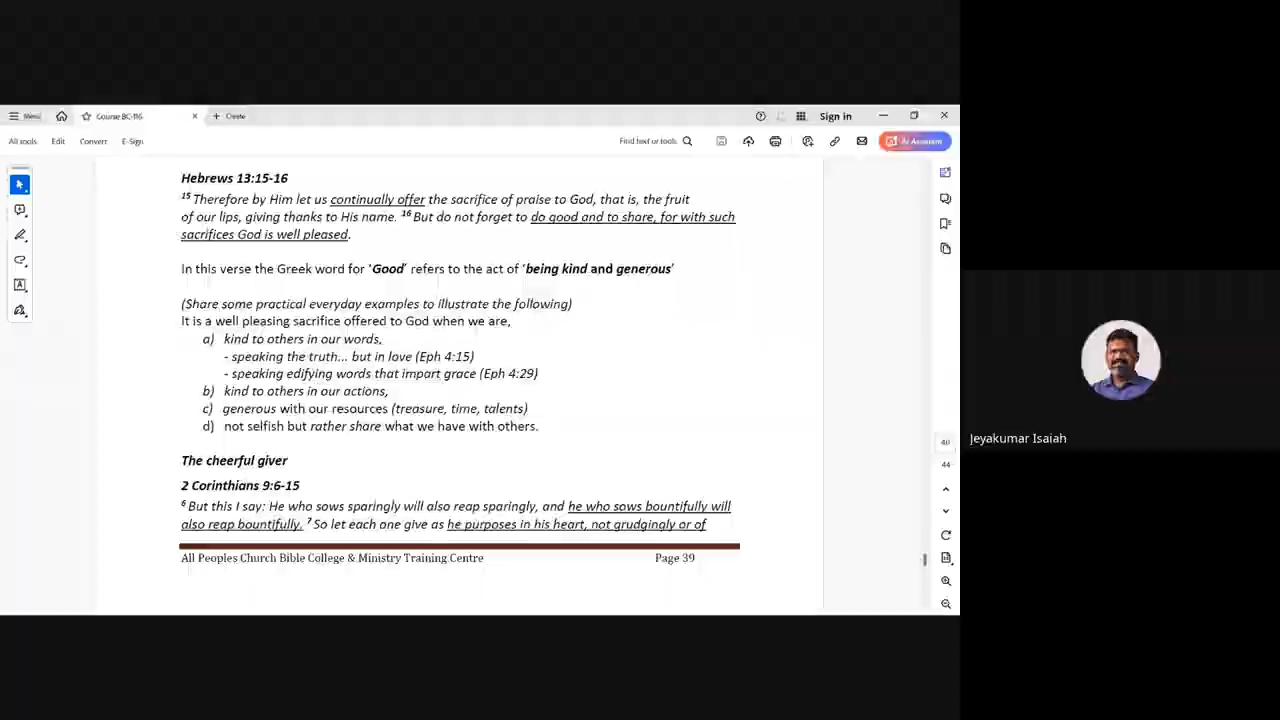 Menu
Course BC-116
Create
Sign in
All tools Edit Convert E-Sign
Find text or tools
AI Assistant
Hebrews 13:15-16
15 Therefore by Him let us continually offer the sacrifice of praise to God, that is, the fruit
of our lips, giving thanks to His name. 16 But do not forget to do good and to share, for with such
sacrifices God is well pleased.
In this verse the Greek word for 'Good' refers to the act of 'being kind and generous'
(Share some practical everyday examples to illustrate the following)
It is a well pleasing sacrifice offered to God when we are,
a) kind to others in our words,
- speaking the truth... but in love (Eph 4:15)
- speaking edifying words that impart grace (Eph 4:29)
b) kind to others in our actions,
c) generous with our resources (treasure, time, talents)
d) not selfish but rather share what we have with others.
The cheerful giver
2 Corinthians 9:6-15
6 But this I say: He who sows sparingly will also reap sparingly, and he who sows bountifully will
also reap bountifully. 7 So let each one give as he purposes in his heart, not grudgingly or of
All Peoples Church Bible College & Ministry Training Centre Page 39
40
44
Jeyakumar Isaiah